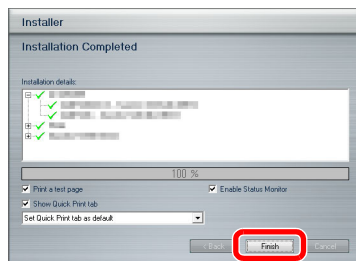 Installer
Installation Completed
Installation details:
100 %
Print a test page
Enable Status Monitor
Show Quick Print tab
Set Quick Print tab as default
< Back
Finish
Cancel